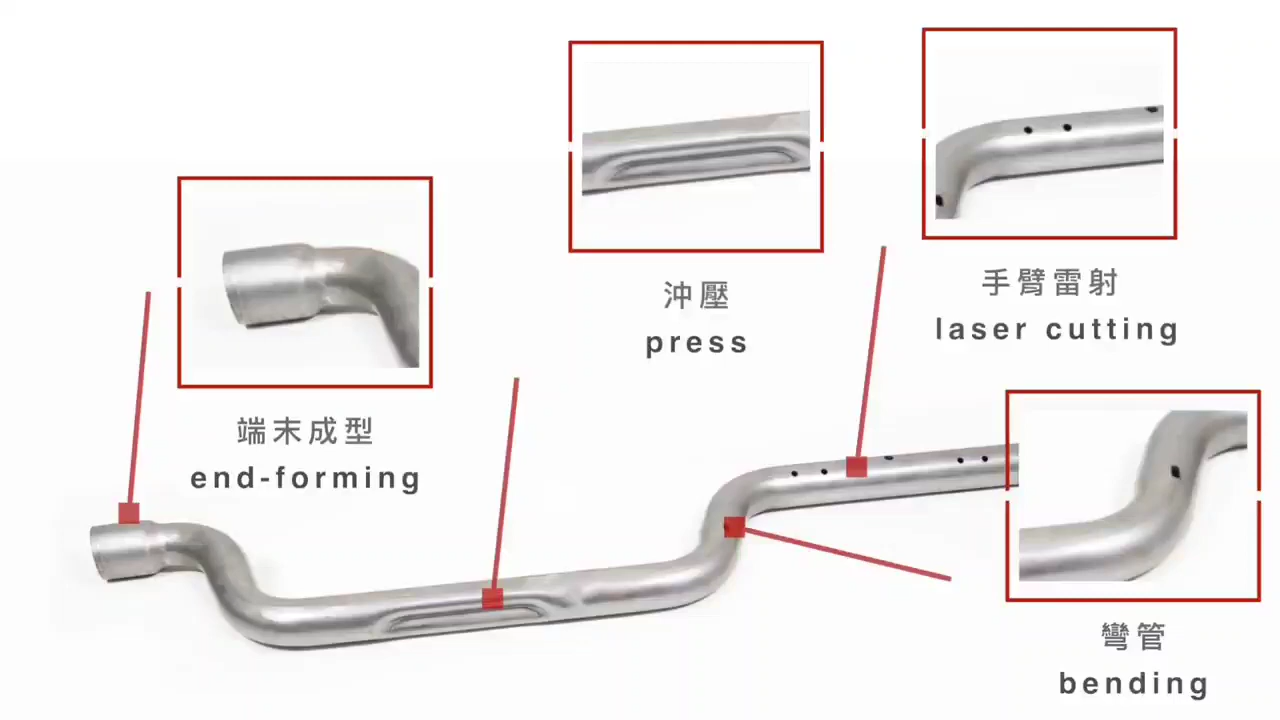 端末成型
end-forming
沖壓
press
手臂雷射
laser cutting
彎管
bending